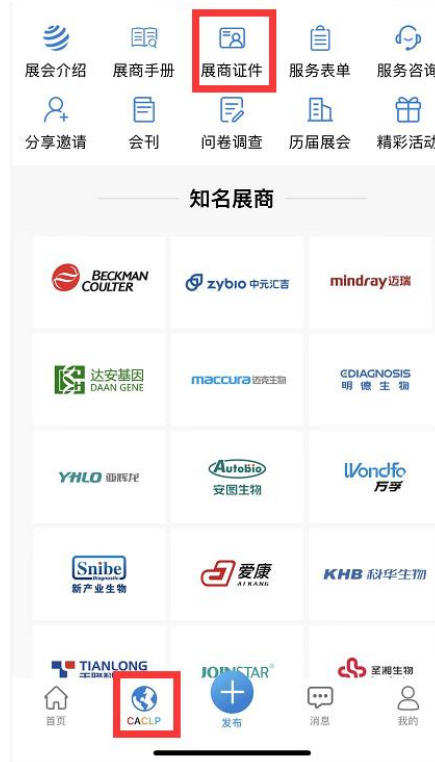 展会介绍 展商手册 展商证件 服务表单 服务咨询
分享邀请 会刊 问卷调查 历届展会 精彩活动
知名展商
BECKMAN
COULTER
zybio 中元汇吉
mindray 迈瑞
达安基因
DAAN GENE
maccura 迈克生物
EDIAGNOSIS
明德生物
YHLO 亚辉龙
Autobio
安图生物
Wondfo
万孚
Snibe
Diagnostic
新产业生物
爱康
AI KANG
KHB 科华生物
TIANLONG
JOINSTAR
圣湘生物
首页 CACLP 发布 消息 我的